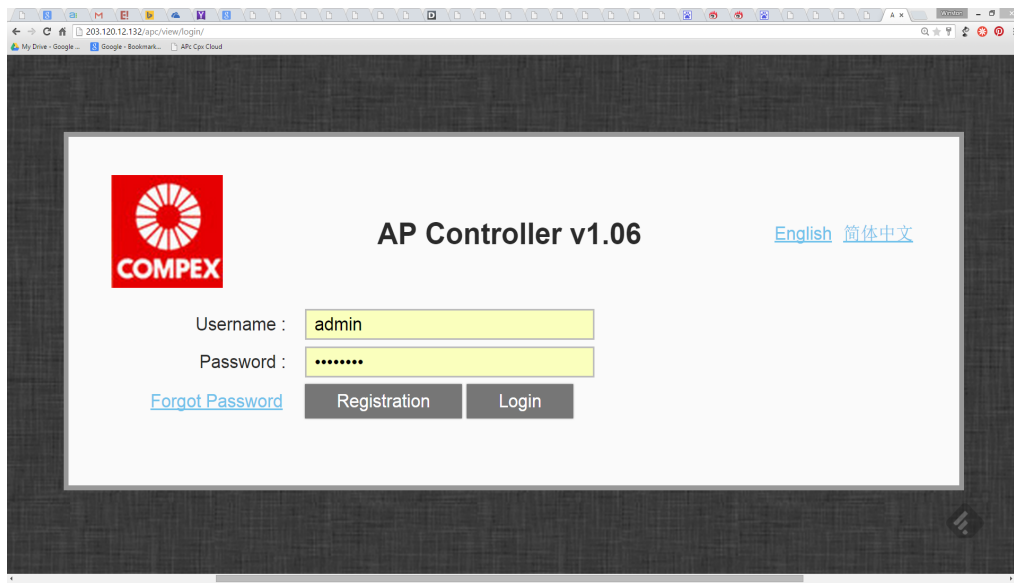 A ×
Winston
203.120.12.132/apc/view/login/
My Drive - Google ...
Google - Bookmark...
APc Cpx Cloud
COMPEX
AP Controller v1.06
English 简体中文
Username :
admin
Password :
••••••••
Forgot Password
Registration
Login